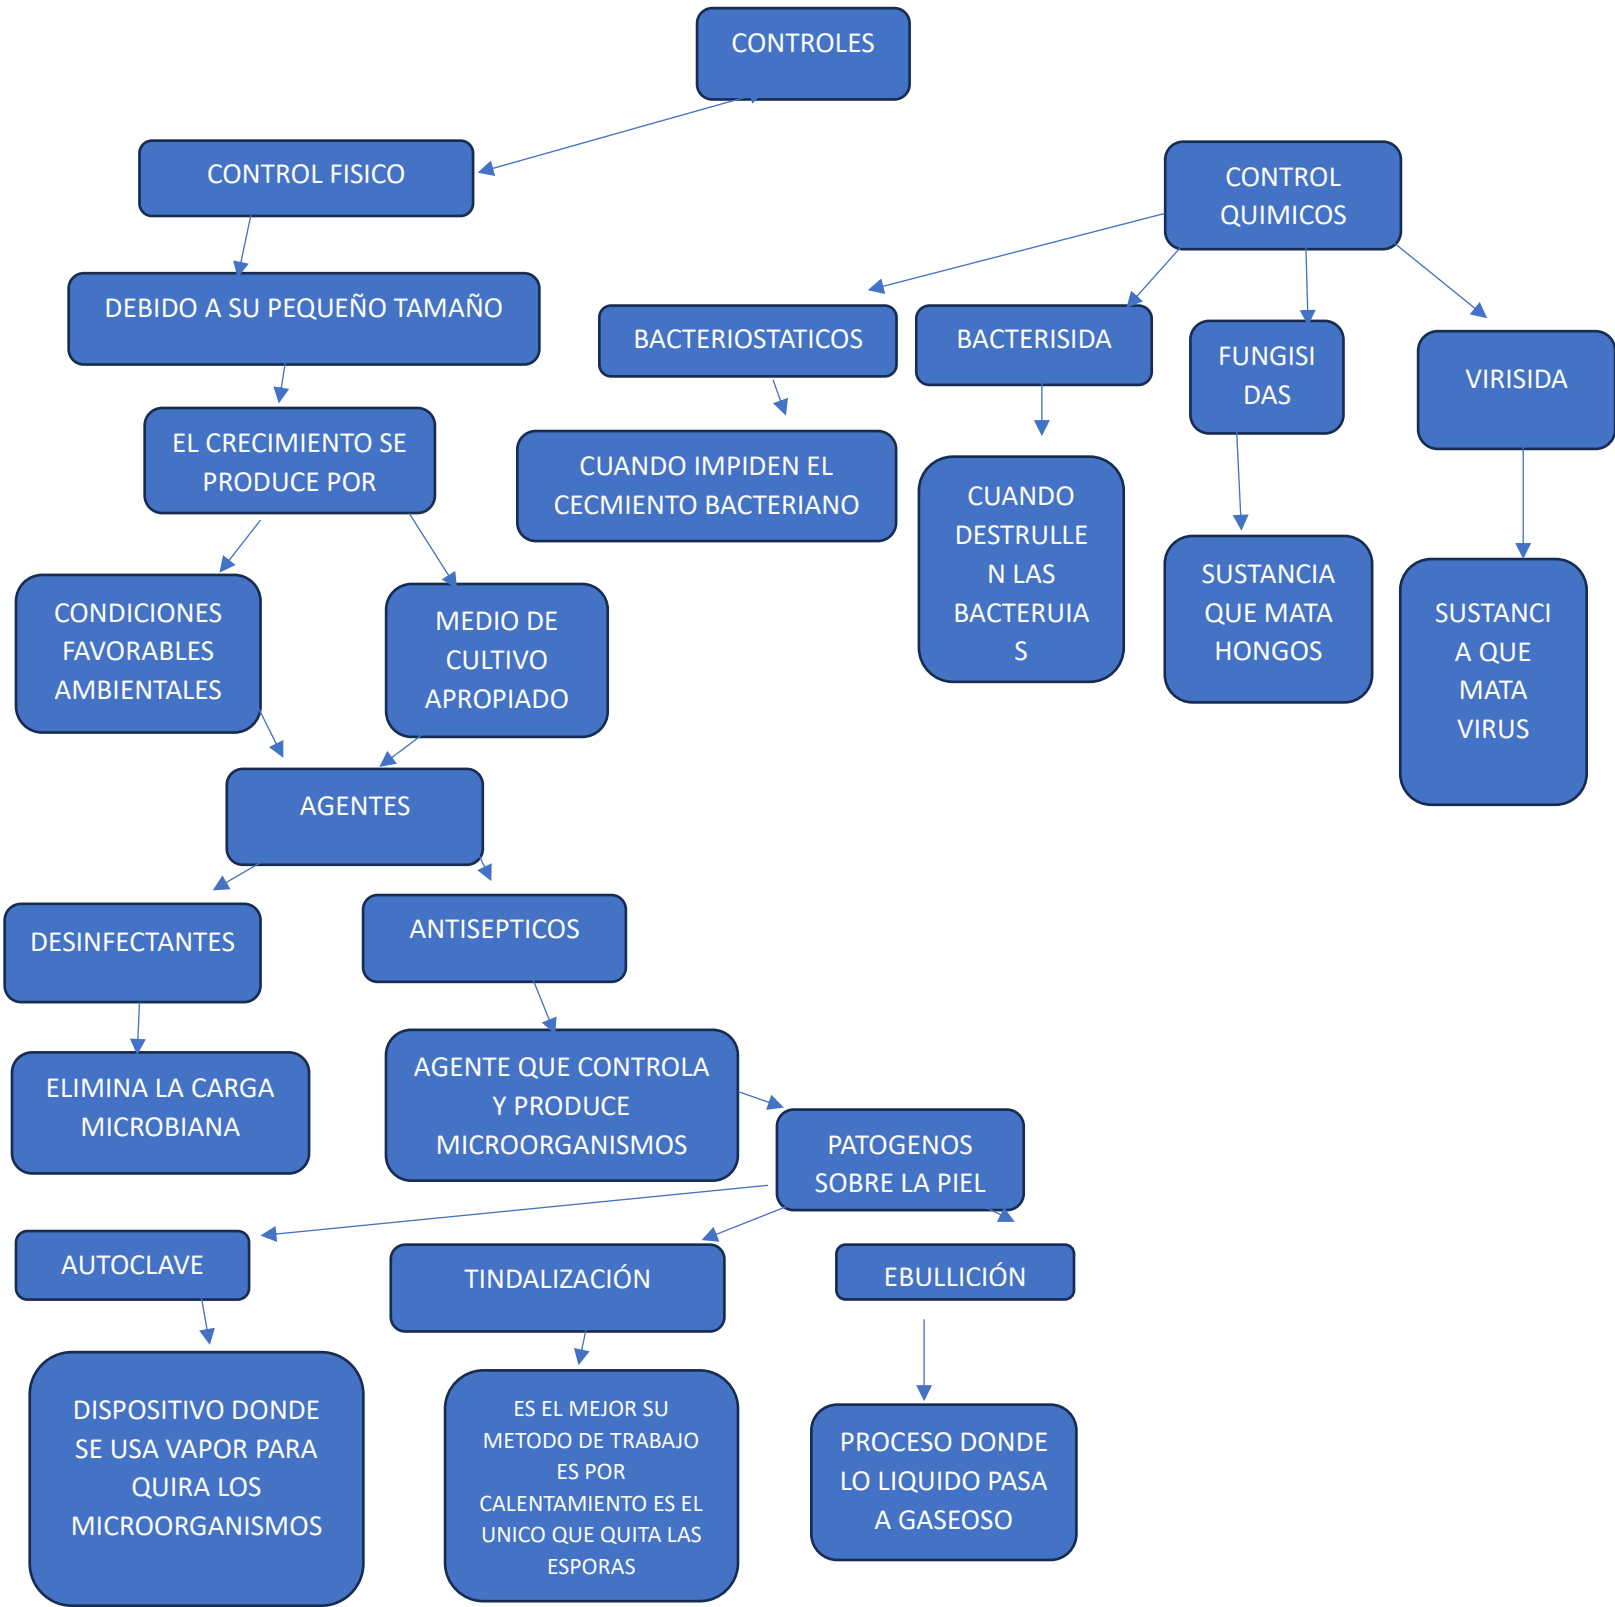 CONTROLES
CONTROL FISICO
CONTROL
QUIMICOS
DEBIDO A SU PEQUEÑO TAMAÑO
BACTERIOSTATICOS
BACTERISIDA
FUNGISI
DAS
VIRISIDA
EL CRECIMIENTO SE
PRODUCE POR
CUANDO IMPIDEN EL
CECMIENTO BACTERIANO
CUANDO
DESTRULLE
N LAS
BACTERUIA
S
SUSTANCIA
QUE MATA
HONGOS
SUSTANCI
A QUE
MATA
VIRUS
CONDICIONES
FAVORABLES
AMBIENTALES
MEDIO DE
CULTIVO
APROPIADO
AGENTES
DESINFECTANTES
ANTISEPTICOS
ELIMINA LA CARGA
MICROBIANA
AGENTE QUE CONTROLA
Y PRODUCE
MICROORGANISMOS
PATOGENOS
SOBRE LA PIEL
AUTOCLAVE
TINDALIZACIÓN
EBULLICIÓN
DISPOSITIVO DONDE
SE USA VAPOR PARA
QUIRA LOS
MICROORGANISMOS
ES EL MEJOR SU
METODO DE TRABAJO
ES POR
CALENTAMIENTO ES EL
UNICO QUE QUITA LAS
ESPORAS
PROCESO DONDE
LO LIQUIDO PASA
A GASEOSO